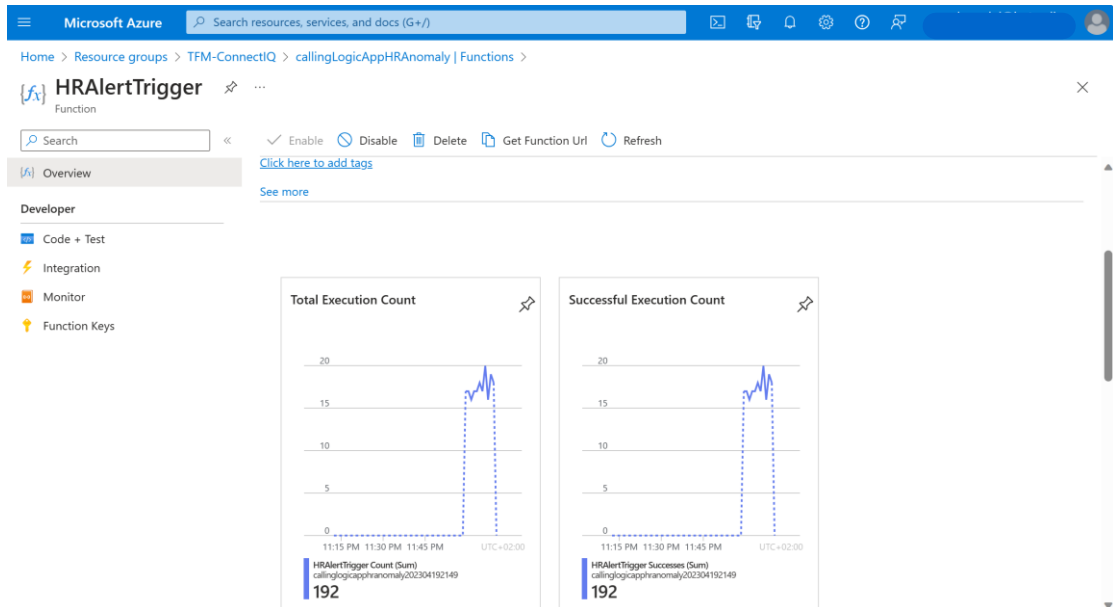 Microsoft Azure
Search resources, services, and docs (G+/)
Home > Resource groups > TFM-ConnectIQ > callingLogicAppHRAnomaly | Functions >
{fx} HRAlertTrigger ...
Function
Search «
Enable Disable Delete Get Function Url Refresh
Click here to add tags
{fx} Overview
See more
Developer
Code + Test
Integration
Monitor
Function Keys
Total Execution Count
20
15
10
5
0
11:15 PM 11:30 PM 11:45 PM UTC+02:00
HRAlertTrigger Count (Sum)
callinglogicapphranomaly202304192149
192
Successful Execution Count
20
15
10
5
0
11:15 PM 11:30 PM 11:45 PM UTC+02:00
HRAlertTrigger Successes (Sum)
callinglogicapphranomaly202304192149
192